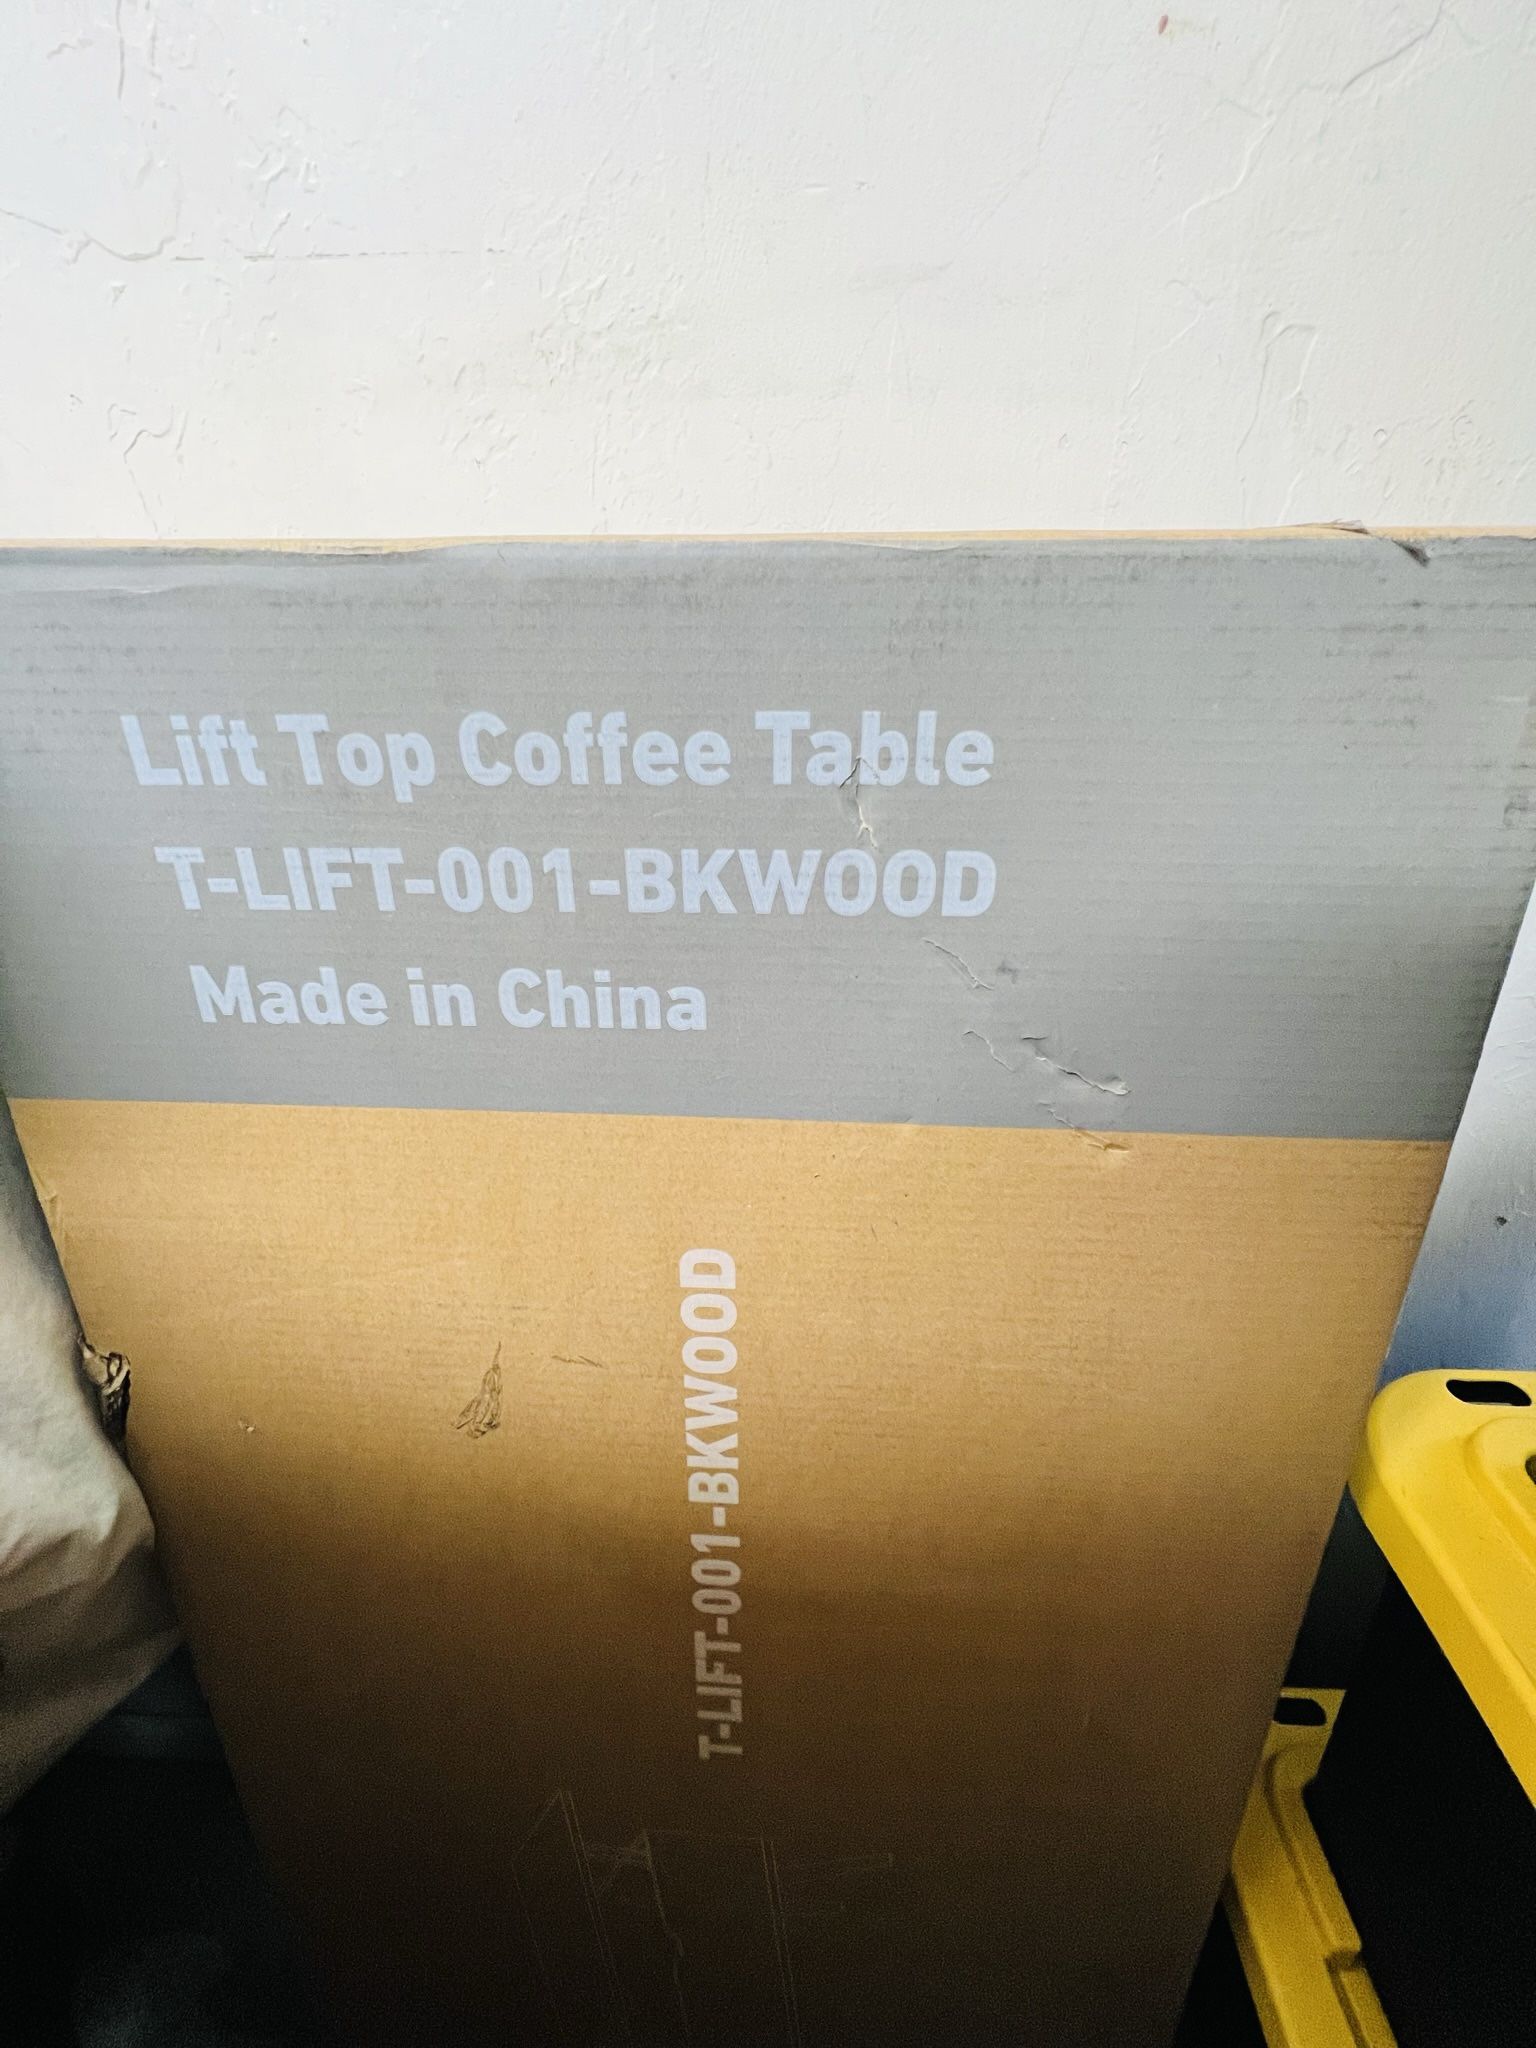 Lift Top Coffee Table
T-LIFT-001-BKWOOD
Made in China
T-LIFT-001-BKWOOD